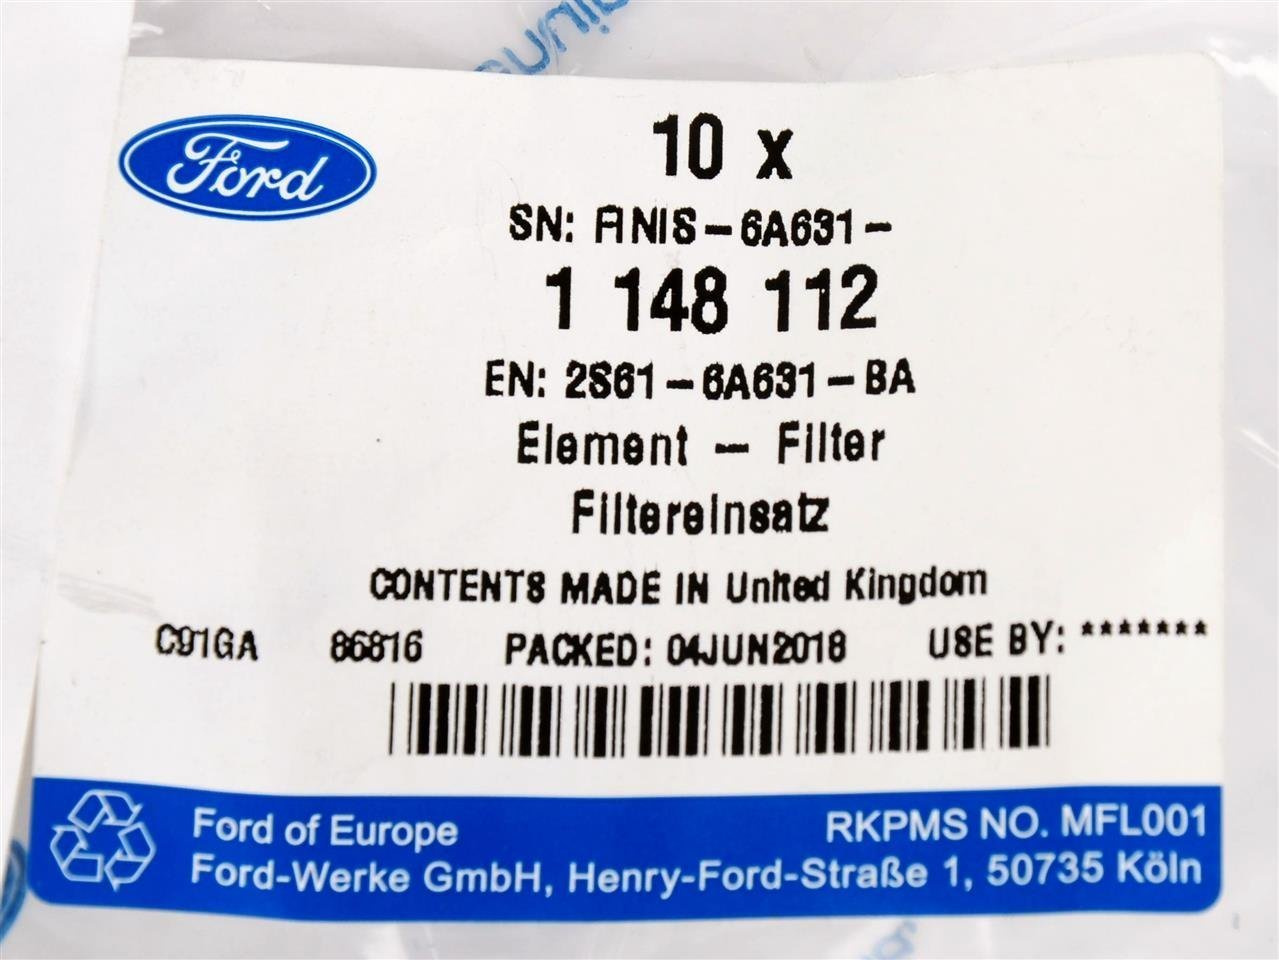 Ford
10 x
SN: FINIS-6A631-
1 148 112
EN: 2S61-6A631-BA
Element - Filter
Filtereinsatz
CONTENTS MADE IN United Kingdom
C91GA 86816 PACKED: 04JUN2018 USE BY: *******
Ford of Europe RKPMS NO. MFL001
Ford-Werke GmbH, Henry-Ford-Straße 1, 50735 Köln